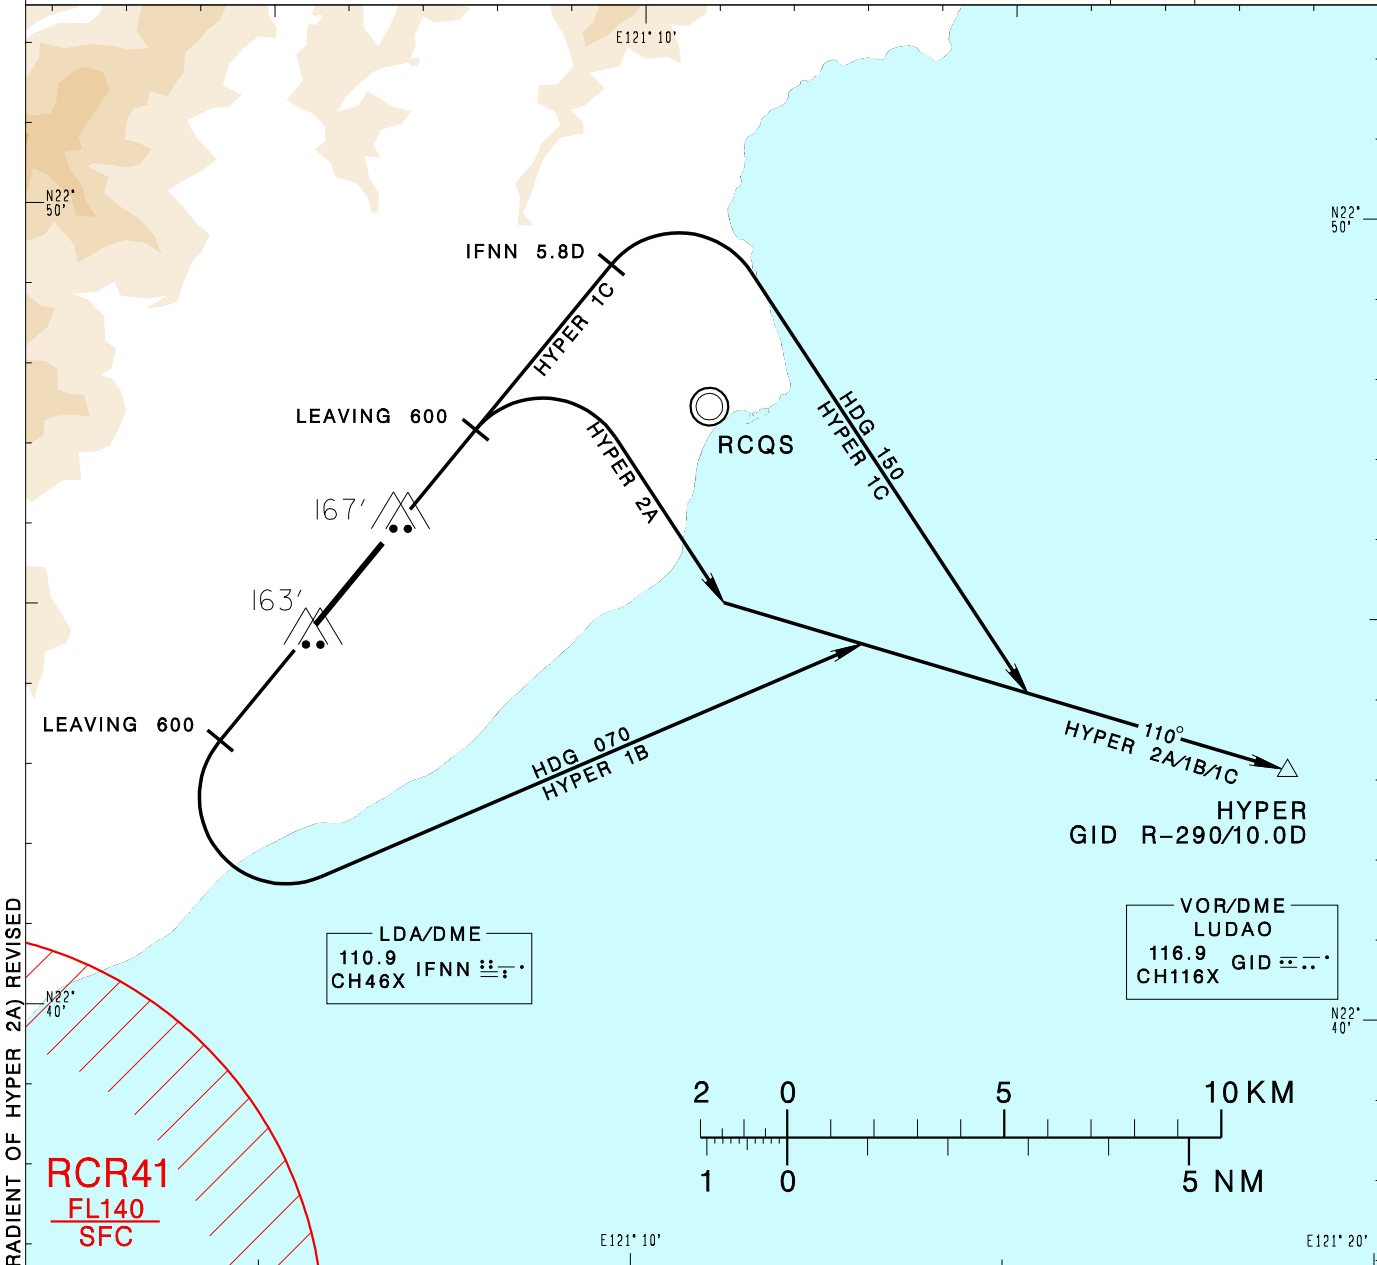 E121° 10'
N22°
50'
N22°
50'
IFNN 5.8D
HYPER 1C
LEAVING 600
HDG 150
HYPER 1C
RCQS
HYPER 2A
167'
163'
LEAVING 600
HDG 070
HYPER 1B
110°
HYPER 2A/1B/1C
HYPER
GID R-290/10.0D
LDA/DME
110.9
CH46X
IFNN
VOR/DME
LUDAO
116.9
CH116X
GID
RADIENT OF HYPER 2A) REVISED
N22°
40'
N22°
40'
2 0 5 10 KM
1 0 5 NM
RCR41
FL140
SFC
E121° 10'
E121° 20'